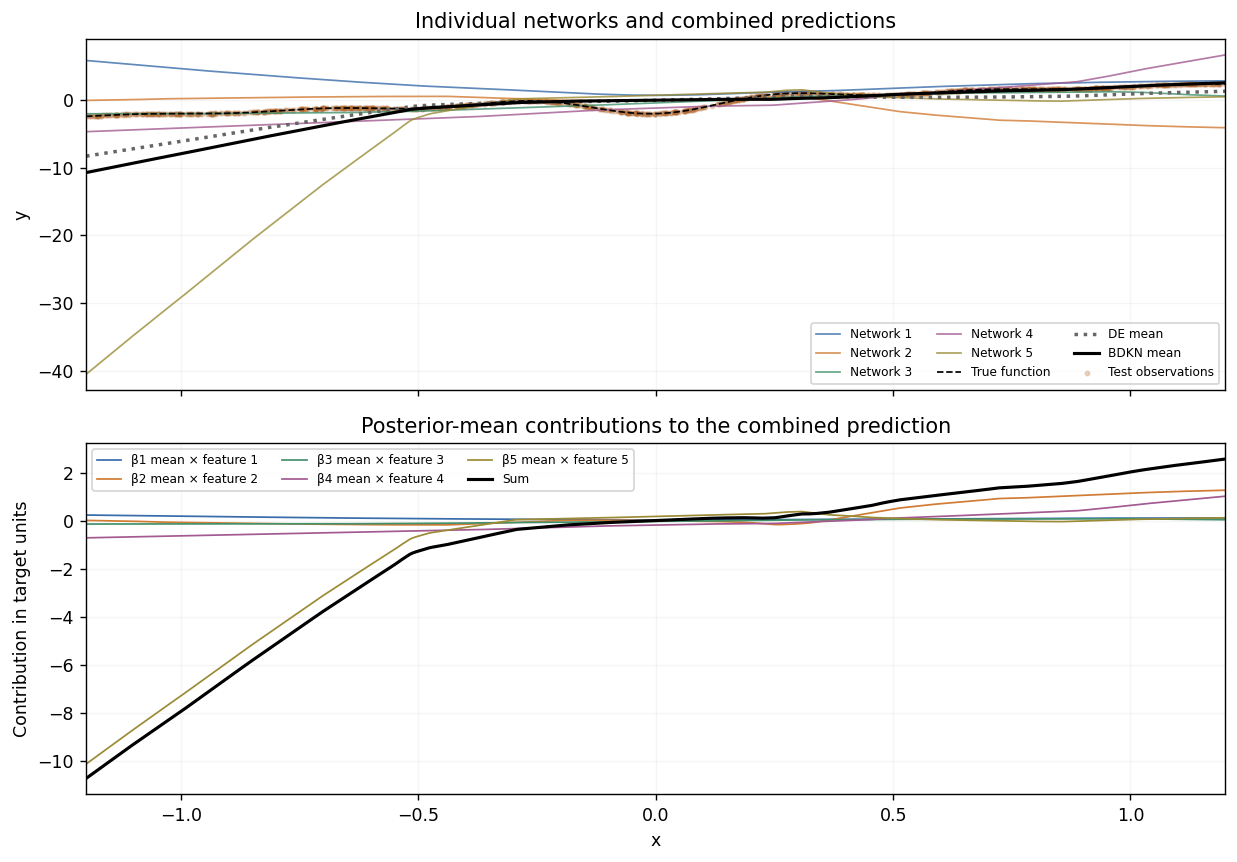 Individual networks and combined predictions
0
−10
−20
−30
−40
y
Network 1 Network 4 DE mean
Network 2 Network 5 BDKN mean
Network 3 True function Test observations
Posterior-mean contributions to the combined prediction
β1 mean × feature 1 β3 mean × feature 3 β5 mean × feature 5
β2 mean × feature 2 β4 mean × feature 4 Sum
2
0
−2
−4
−6
−8
−10
Contribution in target units
−1.0 −0.5 0.0 0.5 1.0
x